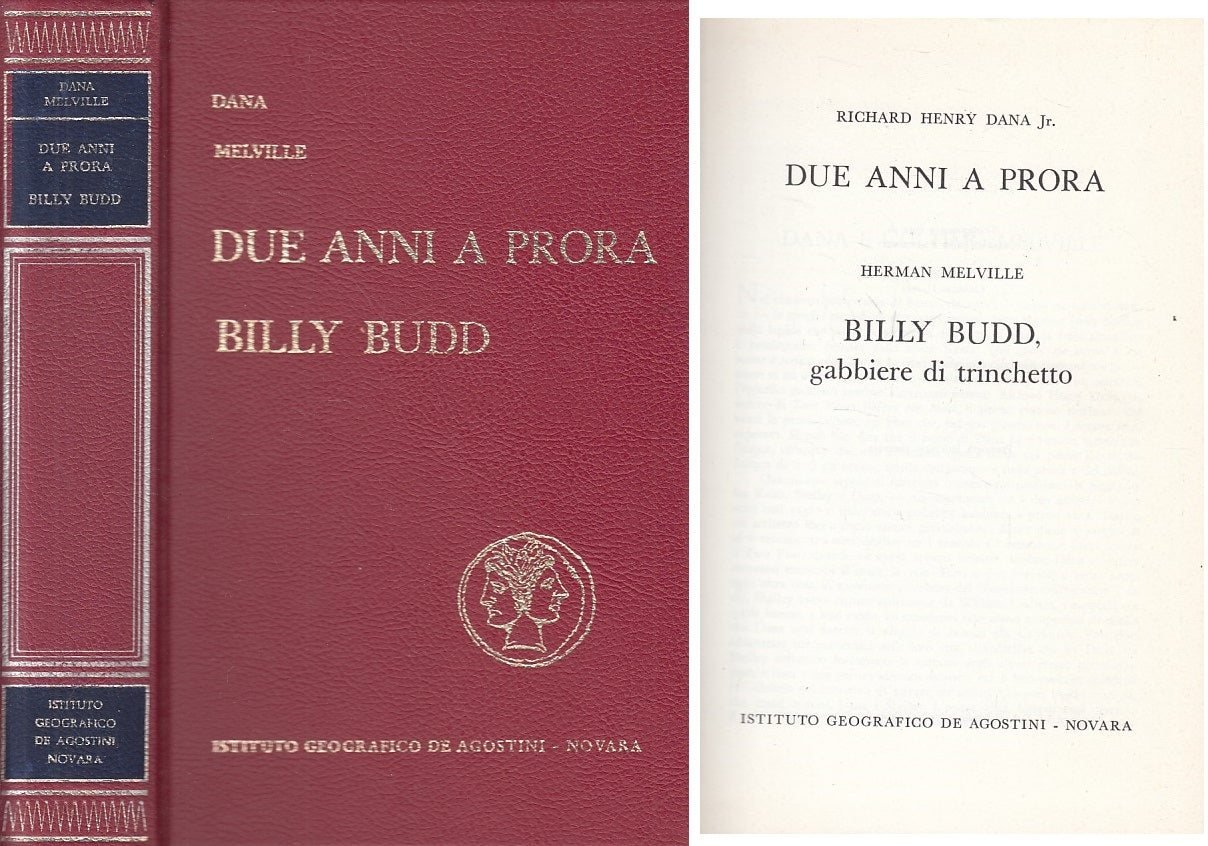 DANA
MELVILLE
DUE ANNI
A PRORA
BILLY BUDD
ISTITUTO
GEOGRAFICO
DE AGOSTINI
NOVARA
DANA
MELVILLE
DUE ANNI A PRORA
BILLY BUDD
ISTITUTO GEOGRAFICO DE AGOSTINI - NOVARA
RICHARD HENRY DANA Jr.
DUE ANNI A PRORA
HERMAN MELVILLE
BILLY BUDD,
gabbiere di trinchetto
ISTITUTO GEOGRAFICO DE AGOSTINI - NOVARA